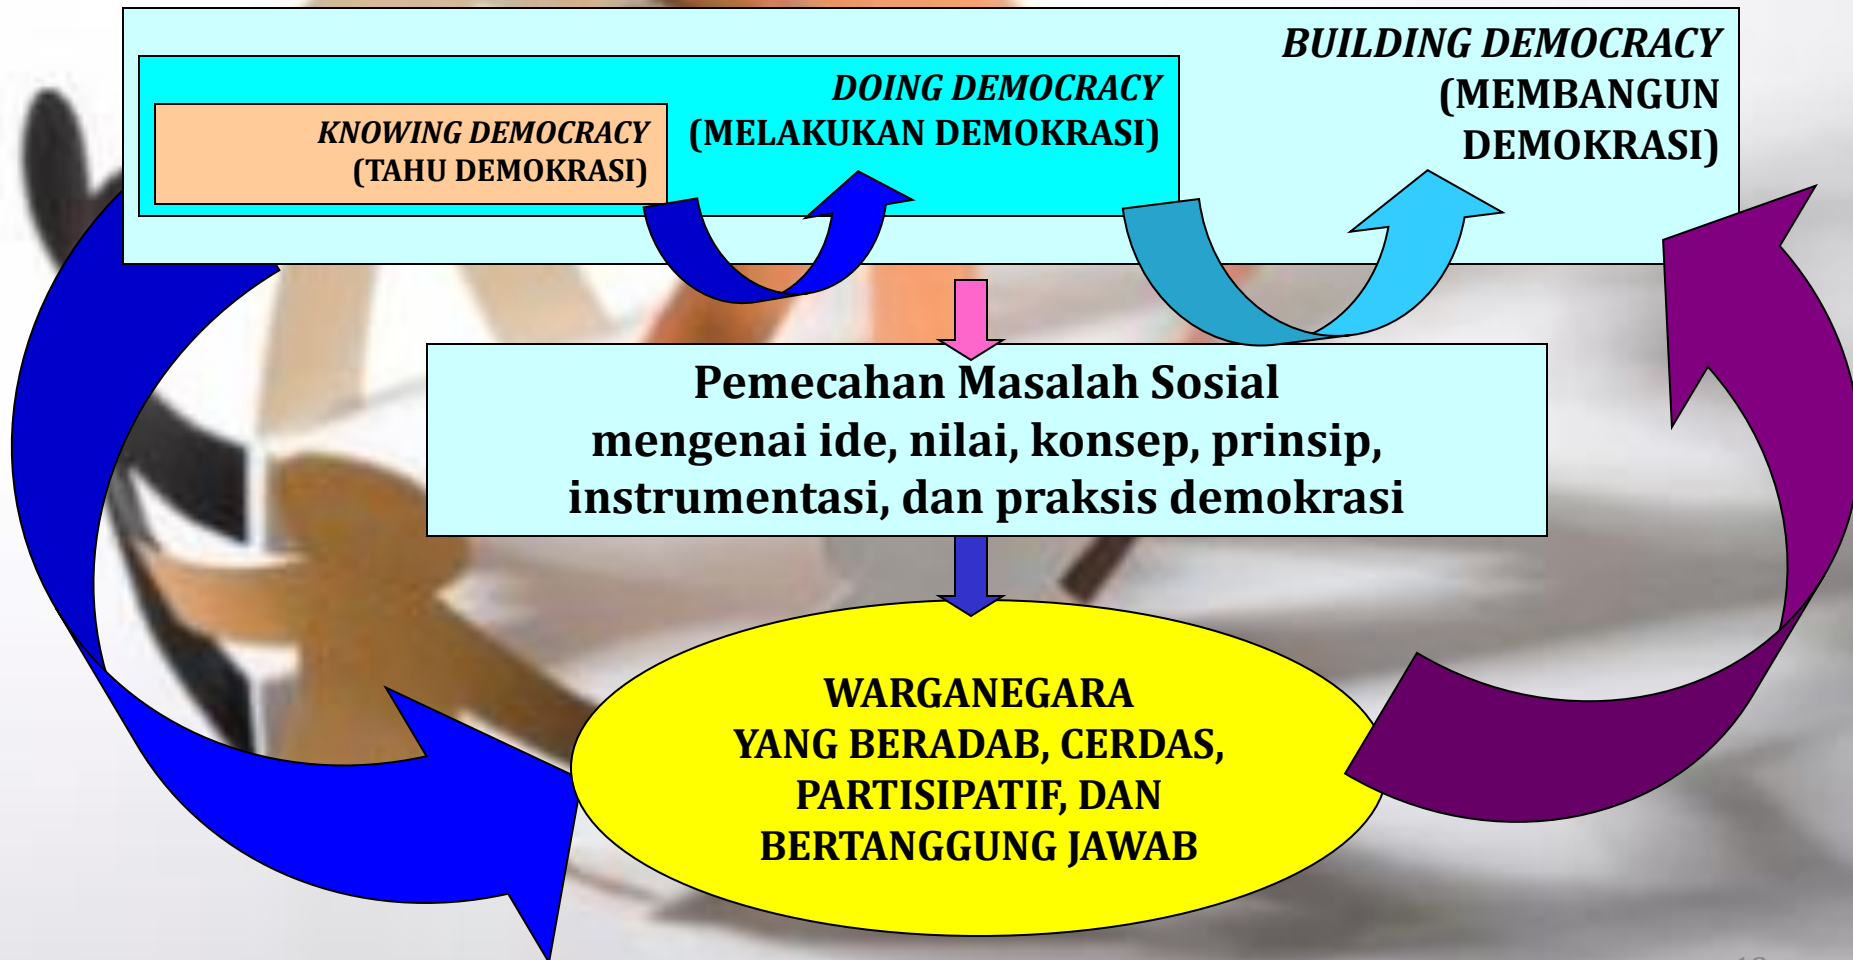 BUILDING DEMOCRACY
(MEMBANGUN
DEMOKRASI)
DOING DEMOCRACY
(MELAKUKAN DEMOKRASI)
KNOWING DEMOCRACY
(TAHU DEMOKRASI)
Pemecahan Masalah Sosial
mengenai ide, nilai, konsep, prinsip,
instrumentasi, dan praksis demokrasi
WARGANEGARA
YANG BERADAB, CERDAS,
PARTISIPATIF, DAN
BERTANGGUNG JAWAB